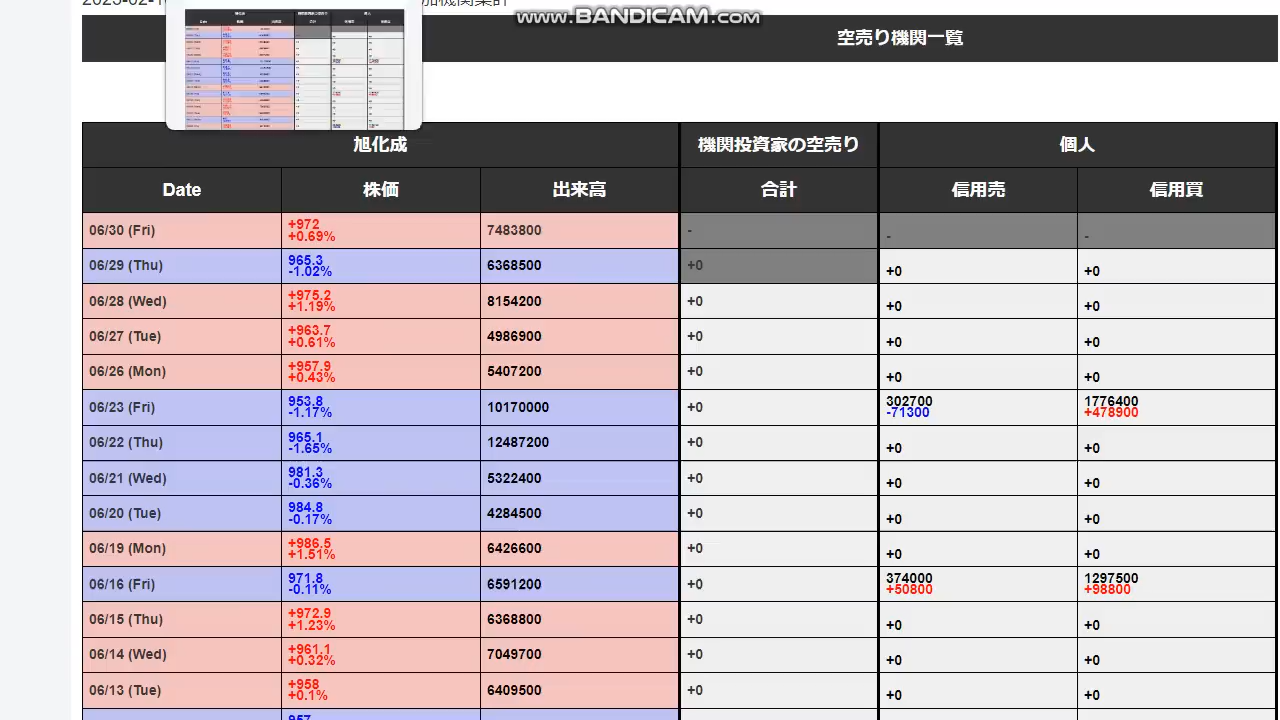 www.BANDICAM.com
空売り機関一覧
旭化成 機関投資家の空売り 個人
Date 株価 出来高 合計 信用売 信用買
06/30 (Fri) +972 +0.69% 7483800 - - -
06/29 (Thu) 965.3 -1.02% 6368500 +0 +0 +0
06/28 (Wed) +975.2 +1.19% 8154200 +0 +0 +0
06/27 (Tue) +963.7 +0.61% 4986900 +0 +0 +0
06/26 (Mon) +957.9 +0.43% 5407200 +0 +0 +0
06/23 (Fri) 953.8 -1.17% 10170000 +0 302700 -71300 1776400 +478900
06/22 (Thu) 965.1 -1.65% 12487200 +0 +0 +0
06/21 (Wed) 981.3 -0.36% 5322400 +0 +0 +0
06/20 (Tue) 984.8 -0.17% 4284500 +0 +0 +0
06/19 (Mon) +986.5 +1.51% 6426600 +0 +0 +0
06/16 (Fri) 971.8 -0.11% 6591200 +0 374000 +50800 1297500 +98800
06/15 (Thu) +972.9 +1.23% 6368800 +0 +0 +0
06/14 (Wed) +961.1 +0.32% 7049700 +0 +0 +0
06/13 (Tue) +958 +0.1% 6409500 +0 +0 +0
957